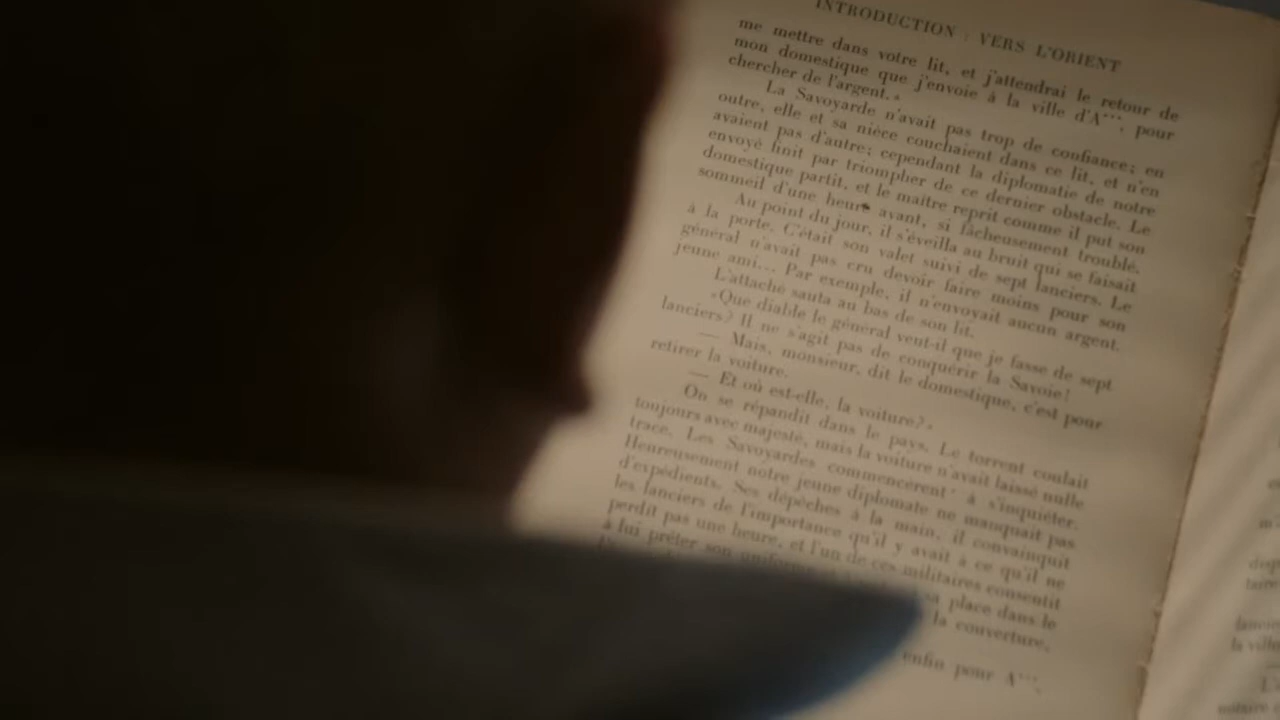 INTRODUCTION : VERS L'ORIENT
me mettre dans votre lit, et j'attendrai le retour de
mon domestique que j'envoie à la ville d'A***, pour
chercher de l'argent. »
La Savoyarde n'avait pas trop de confiance; en
outre, elle et sa nièce couchaient dans ce lit, et n'en
avaient pas d'autre; cependant la diplomatie de notre
envoyé finit par triompher de ce dernier obstacle. Le
domestique partit, et le maître reprit comme il put son
sommeil d'une heure avant, si fâcheusement troublé.
Au point du jour, il s'éveilla au bruit qui se faisait
à la porte. C'était son valet suivi de sept lanciers. Le
général n'avait pas cru devoir faire moins pour son
jeune ami... Par exemple, il n'envoyait aucun argent.
L'attaché sauta au bas de son lit.
«Que diable le général veut-il que je fasse de sept
lanciers? Il ne s'agit pas de conquérir la Savoie!
— Mais, monsieur, dit le domestique, c'est pour
retirer la voiture.
— Et où est-elle, la voiture? »
On se répandit dans le pays. Le torrent coulait
toujours avec majesté, mais la voiture n'avait laissé nulle
trace. Les Savoyardes commencèrent à s'inquiéter.
Heureusement notre jeune diplomate ne manquait pas
d'expédients. Ses dépêches à la main, il convainquit
les lanciers de l'importance qu'il y avait à ce qu'il ne
perdît pas une heure, et l'un de ces militaires consentit
à lui prêter son uniforme
sa place dans le
la couverture,
enfin pour A***,
la ville